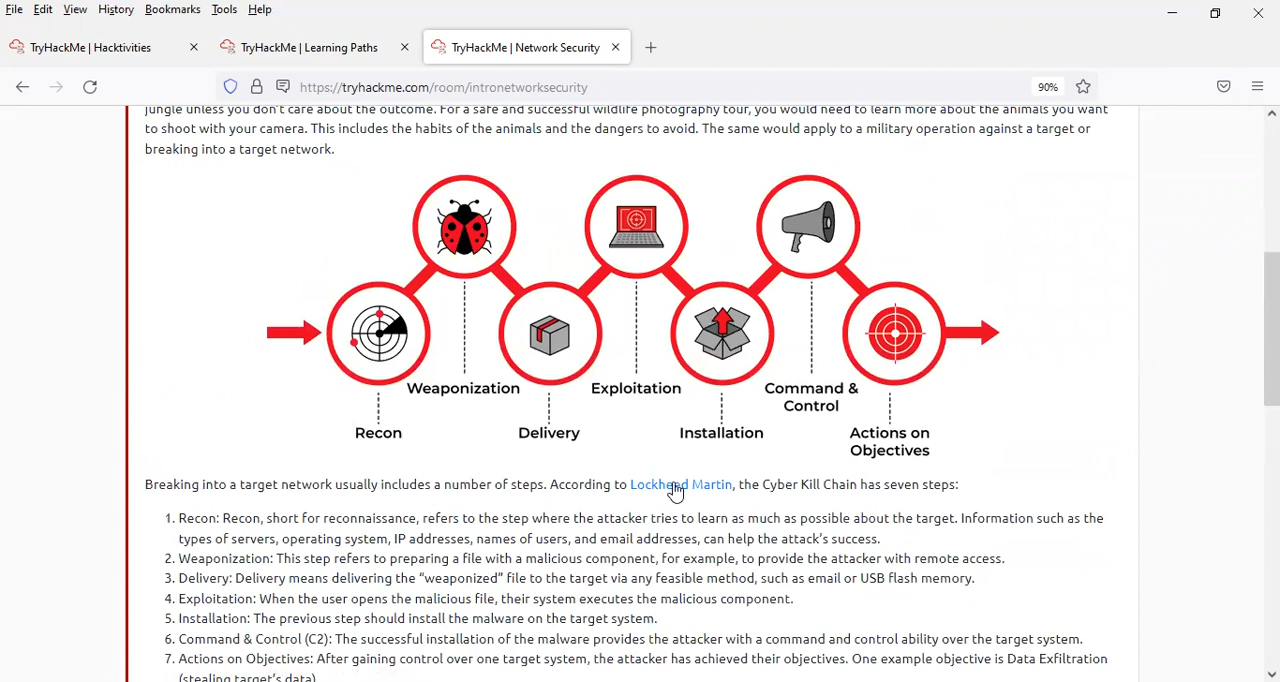 File Edit View History Bookmarks Tools Help
TryHackMe | Hacktivities
TryHackMe | Learning Paths
TryHackMe | Network Security
https://tryhackme.com/room/intronetworksecurity
90%
jungle unless you don't care about the outcome. For a safe and successful wildlife photography tour, you would need to learn more about the animals you want
to shoot with your camera. This includes the habits of the animals and the dangers to avoid. The same would apply to a military operation against a target or
breaking into a target network.
Weaponization
Exploitation
Command &
Control
Recon
Delivery
Installation
Actions on
Objectives
Breaking into a target network usually includes a number of steps. According to Lockheed Martin, the Cyber Kill Chain has seven steps:
1. Recon: Recon, short for reconnaissance, refers to the step where the attacker tries to learn as much as possible about the target. Information such as the
types of servers, operating system, IP addresses, names of users, and email addresses, can help the attack's success.
2. Weaponization: This step refers to preparing a file with a malicious component, for example, to provide the attacker with remote access.
3. Delivery: Delivery means delivering the “weaponized” file to the target via any feasible method, such as email or USB flash memory.
4. Exploitation: When the user opens the malicious file, their system executes the malicious component.
5. Installation: The previous step should install the malware on the target system.
6. Command & Control (C2): The successful installation of the malware provides the attacker with a command and control ability over the target system.
7. Actions on Objectives: After gaining control over one target system, the attacker has achieved their objectives. One example objective is Data Exfiltration
(stealing target's data).